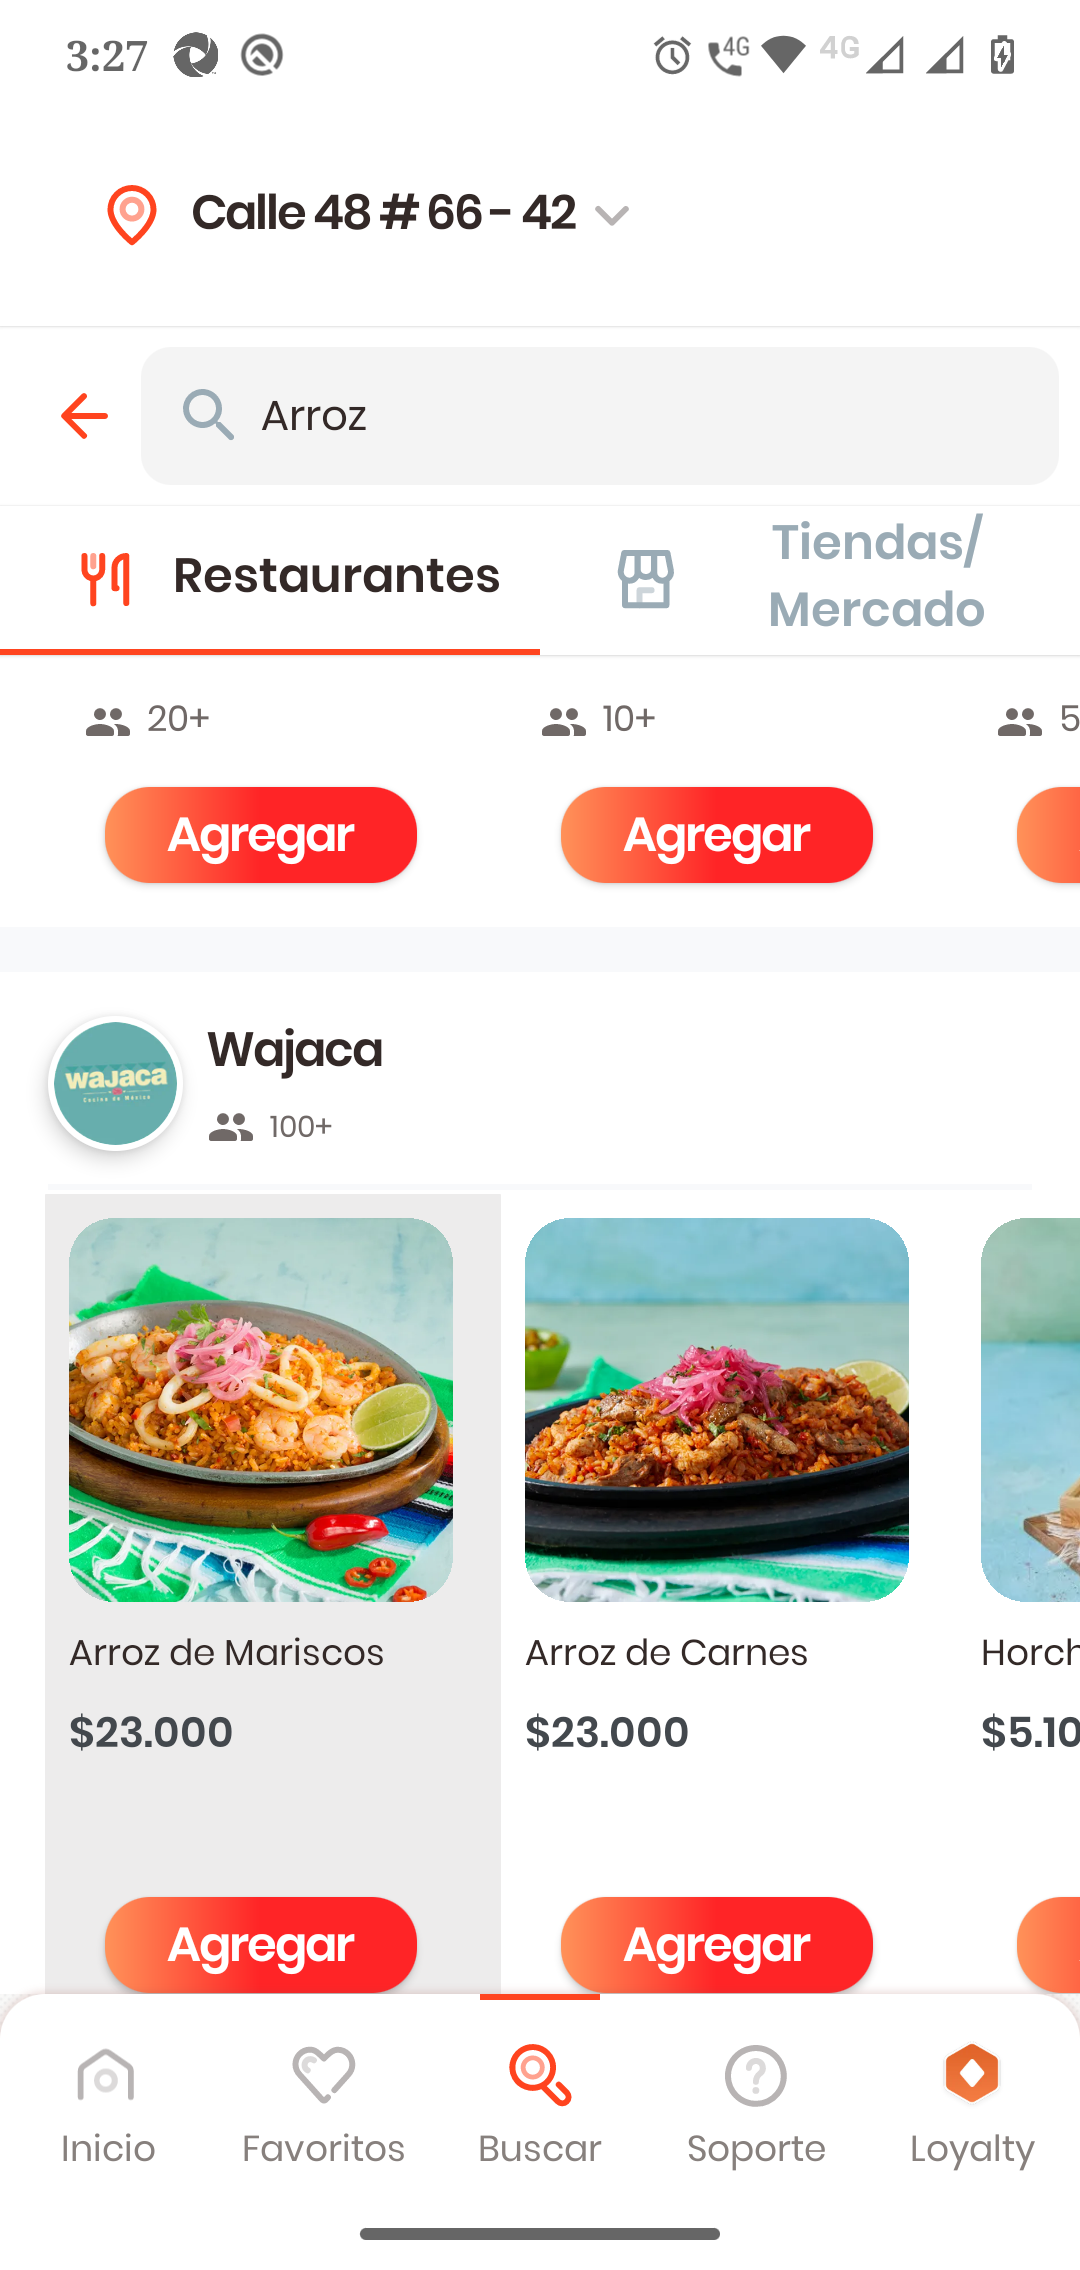 3:27
4G
4G
Calle 48 # 66 - 42
Arroz
Restaurantes
Tiendas/
Mercado
20+
10+
5
Agregar
Agregar
Wajaca
wajaca
Cocina de México
100+
Arroz de Mariscos
Arroz de Carnes
Horch
$23.000
$23.000
$5.10
Agregar
Agregar
Inicio
Favoritos
Buscar
Soporte
Loyalty